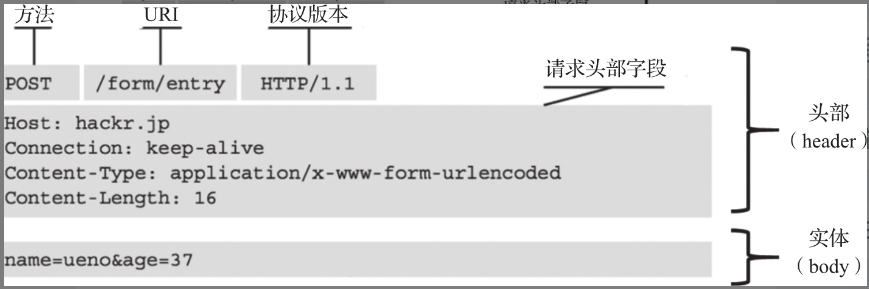 方法 URI 协议版本
POST /form/entry HTTP/1.1
请求头部字段
Host: hackr.jp
Connection: keep-alive
Content-Type: application/x-www-form-urlencoded
Content-Length: 16
头部
（header）
name=ueno&age=37
实体
（body）